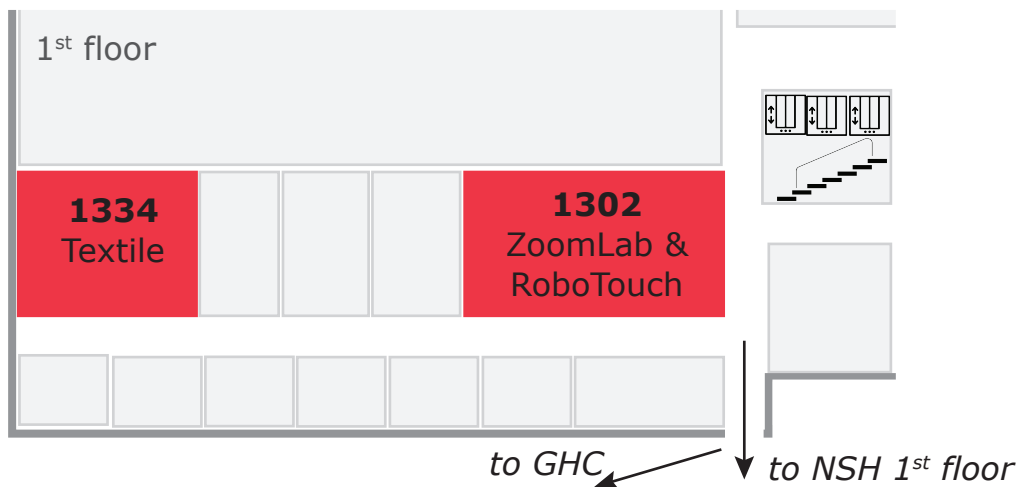 1st floor
1334
Textile
1302
ZoomLab &
RoboTouch
to GHC
to NSH 1st floor